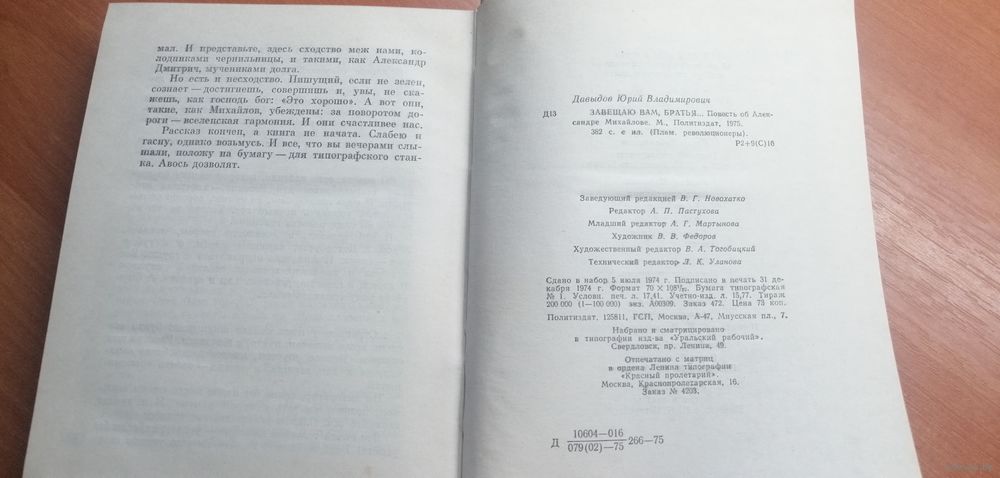 мал. И представьте, здесь сходство меж нами, ко-
лодниками чернильницы, и такими, как Александр
Дмитрич, мучениками долга.
Но есть и несходство. Пишущий, если не зелен,
сознает — достигнешь, совершишь и, увы, не ска-
жешь, как господь бог: «Это хорошо». А вот они,
такие, как Михайлов, убеждены: за поворотом до-
роги — вселенская гармония. И они счастливее нас.
Рассказ кончен, а книга не начата. Слабею и
гасну, однако возьмусь. И все, что вы вечерами слы-
шали, положу на бумагу — для типографского стан-
ка. Авось дозволят.
Давыдов Юрий Владимирович
Д13 ЗАВЕЩАЮ ВАМ, БРАТЬЯ... Повесть об Алек-
сандре Михайлове. М., Политиздат, 1975.
382 с. с ил. (Плам. революционеры).
Р2+9(С)16
Заведующий редакцией В. Г. Новохатко
Редактор А. П. Пастухова
Младший редактор А. Г. Мартынова
Художник В. В. Федоров
Художественный редактор В. А. Тогобицкий
Технический редактор Л. К. Уланова
Сдано в набор 5 июля 1974 г. Подписано в печать 31 де-
кабря 1974 г. Формат 70 × 108¹/₃₂. Бумага типографская
№ 1. Условн. печ. л. 17,41. Учетно-изд. л. 15,77. Тираж
200 000 (1—100 000) экз. А00309. Заказ 472. Цена 73 коп.
Политиздат, 125811, ГСП, Москва, А-47, Миусская пл., 7.
Набрано и сматрицировано
в типографии изд-ва «Уральский рабочий».
Свердловск, пр. Ленина, 49.
Отпечатано с матриц
в ордена Ленина типографии
«Красный пролетарий».
Москва, Краснопролетарская, 16.
Заказ № 4203.
Д 10604—016
079(02)—75 266—75